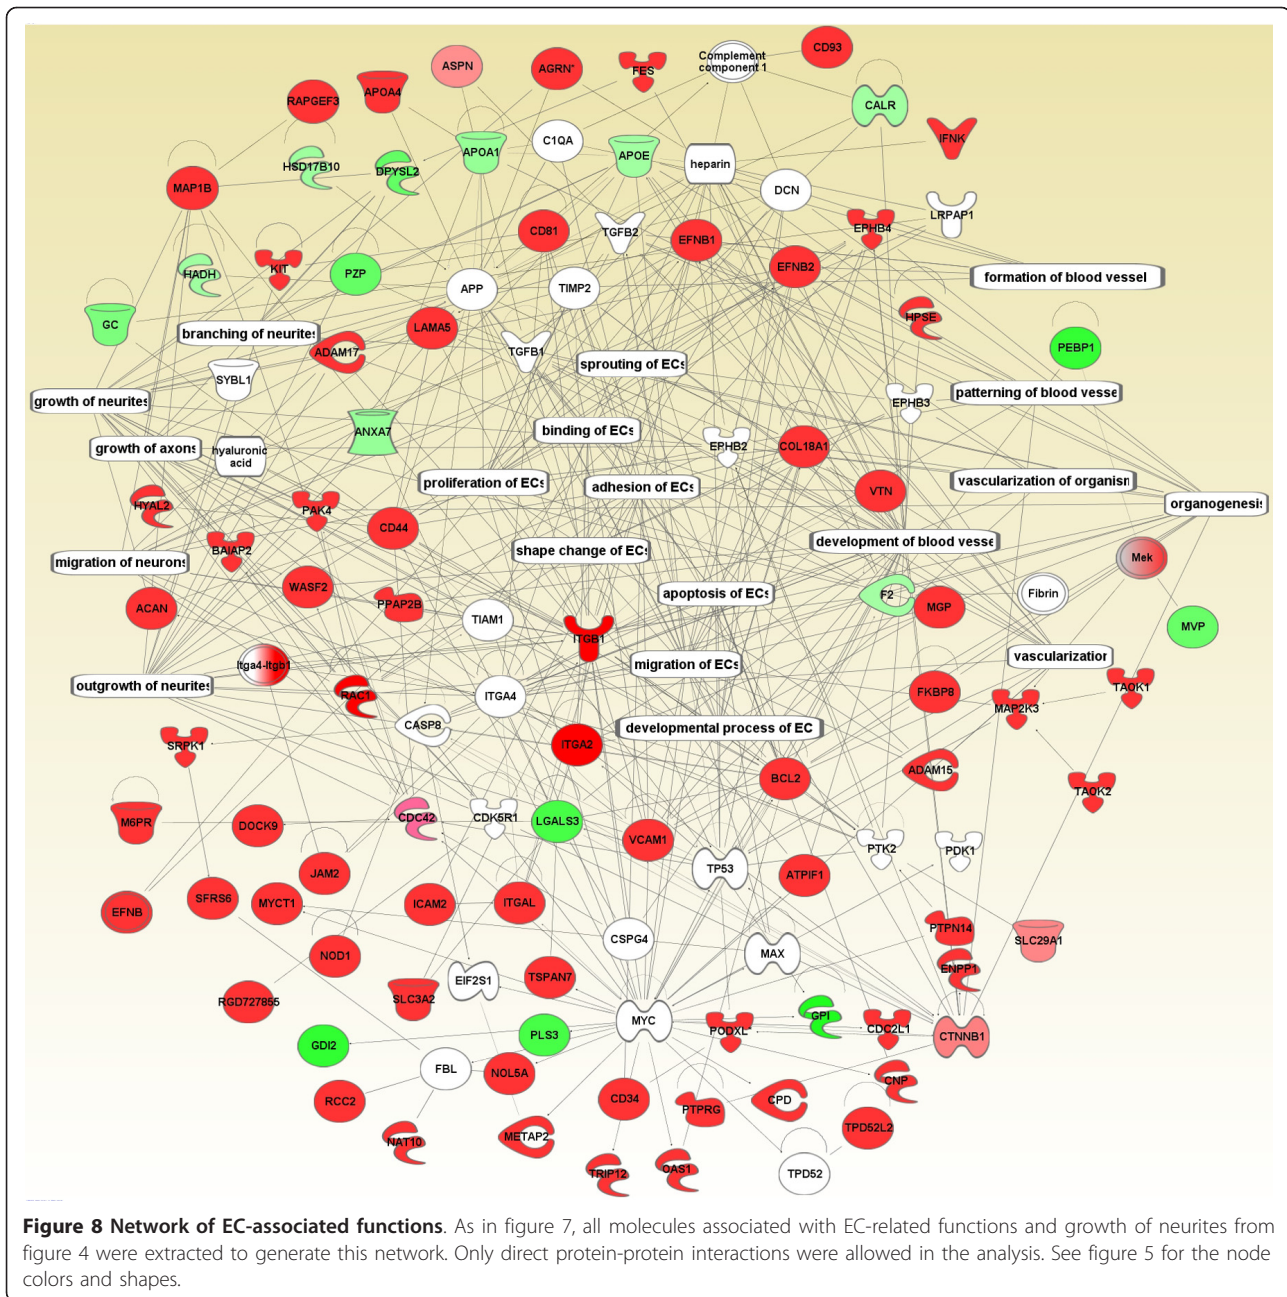 CD93
Complement
component 1
ASPN
AGRN*
FES
APOA4
RAPGEF3
CALR
IFNK
C1QA
APOA1
APOE
heparin
HSD17B10
DPYSL2
MAP1B
DCN
LRPAP1
EPHB4
CD81
TGFB2
EFNB1
EFNB2
HADH
KIT
PZP
APP
TIMP2
formation of blood vessel
GC
branching of neurites
LAMA5
HPSE
PEBP1
ADAM17
TGFB1
sprouting of ECs
SYBL1
growth of neurites
EPHB3
patterning of blood vesse
ANXA7
binding of ECs
growth of axons
hyaluronic
acid
EPHB2
COL18A1
proliferation of ECs
adhesion of ECs
VTN
vascularization of organism
organogenesis
HYAL2
PAK4
CD44
BAIAP2
shape change of ECs
development of blood vesse
migration of neurons
Mek
WASF2
PPAP2B
apoptosis of ECs
F2
MGP
Fibrin
ACAN
TIAM1
MVP
ITGB1
migration of ECs
vascularization
Itga4-Itgb1
outgrowth of neurites
RAC1
ITGA4
FKBP8
MAP2K3
TAOK1
CASP8
developmental process of EC
SRPK1
ITGA2
BCL2
ADAM15
TAOK2
M6PR
DOCK9
CDC42
CDK5R1
LGALS3
VCAM1
PTK2
PDK1
JAM2
TP53
ATPIF1
EFNB
SFRS6
MYCT1
ICAM2
ITGAL
PTPN14
SLC29A1
CSPG4
NOD1
MAX
ENPP1
RGD727855
SLC3A2
EIF2S1
TSPAN7
MYC
PODXL*
GPI
CDC2L1
CTNNB1
GDI2
PLS3
FBL
NOL5A
CNP
RCC2
CD34
PTPRG
CPD
TPD52L2
NAT10
METAP2
TRIP12
OAS1
TPD52
Figure 8 Network of EC-associated functions. As in figure 7, all molecules associated with EC-related functions and growth of neurites from
figure 4 were extracted to generate this network. Only direct protein-protein interactions were allowed in the analysis. See figure 5 for the node
colors and shapes.